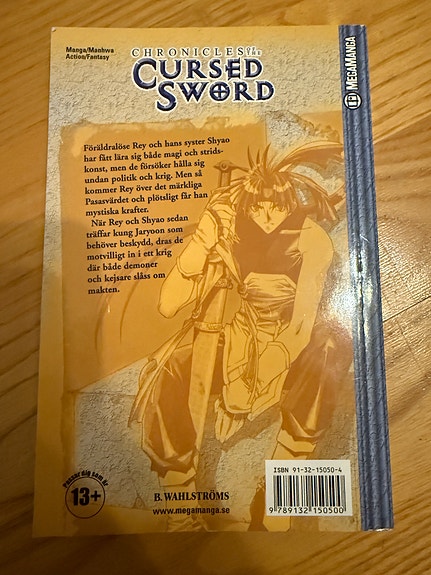 Manga/Manhwa
Action/Fantasy
CHRONICLES OF THE
CURSED
SWORD
MEGAMANGA
Föräldralöse Rey och hans syster Shyao
har fått lära sig både magi och strids-
konst, men de försöker hålla sig
undan politik och krig. Men så
kommer Rey över det märkliga
Pasasvärdet och plötsligt får han
mystiska krafter.
När Rey och Shyao sedan
träffar kung Jaryoon som
behöver beskydd, dras de
motvilligt in i ett krig
där både demoner
och kejsare slåss om
makten.
Passar dig som är
13+
B. WAHLSTRÖMS
www.megamanga.se
ISBN 91-32-15050-4
9 789132 150500